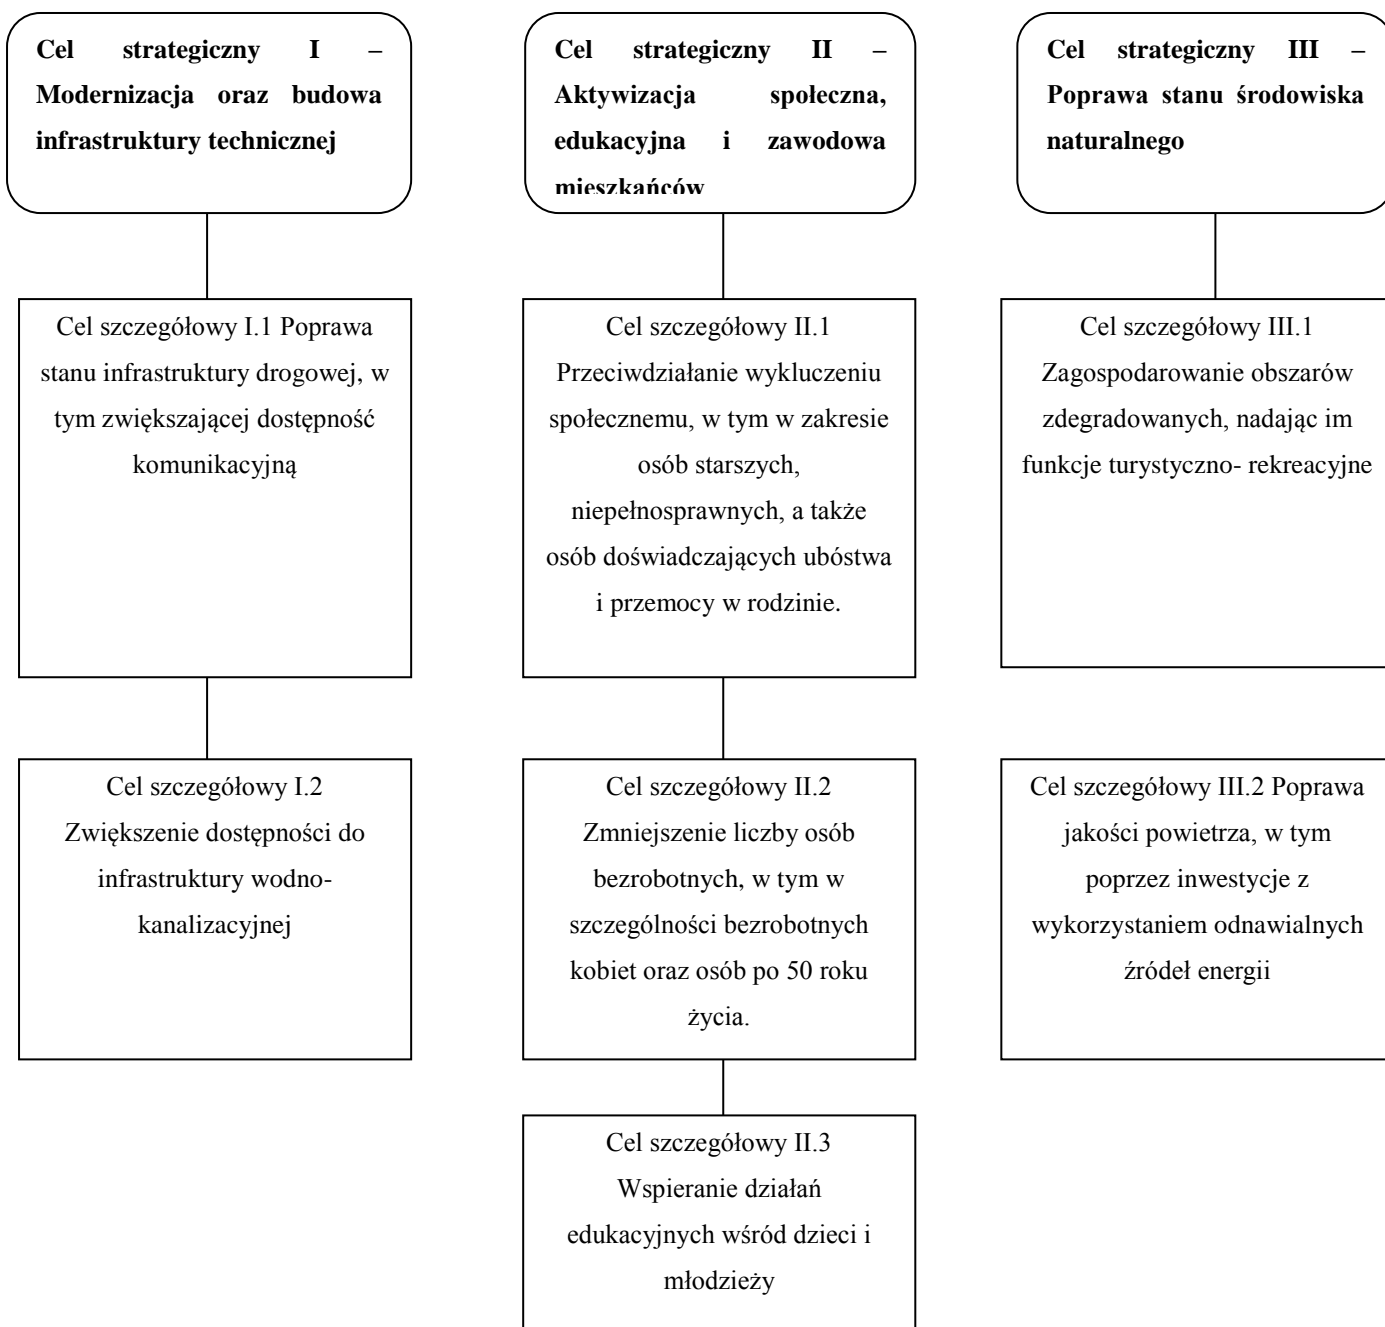 Cel strategiczny I –
Modernizacja oraz budowa
infrastruktury technicznej
Cel strategiczny II –
Aktywizacja społeczna,
edukacyjna i zawodowa
mieszkańców
Cel strategiczny III –
Poprawa stanu środowiska
naturalnego
Cel szczegółowy I.1 Poprawa
stanu infrastruktury drogowej, w
tym zwiększającej dostępność
komunikacyjną
Cel szczegółowy II.1
Przeciwdziałanie wykluczeniu
społecznemu, w tym w zakresie
osób starszych,
niepełnosprawnych, a także
osób doświadczających ubóstwa
i przemocy w rodzinie.
Cel szczegółowy III.1
Zagospodarowanie obszarów
zdegradowanych, nadając im
funkcje turystyczno- rekreacyjne
Cel szczegółowy I.2
Zwiększenie dostępności do
infrastruktury wodno-
kanalizacyjnej
Cel szczegółowy II.2
Zmniejszenie liczby osób
bezrobotnych, w tym w
szczególności bezrobotnych
kobiet oraz osób po 50 roku
życia.
Cel szczegółowy III.2 Poprawa
jakości powietrza, w tym
poprzez inwestycje z
wykorzystaniem odnawialnych
źródeł energii
Cel szczegółowy II.3
Wspieranie działań
edukacyjnych wśród dzieci i
młodzieży